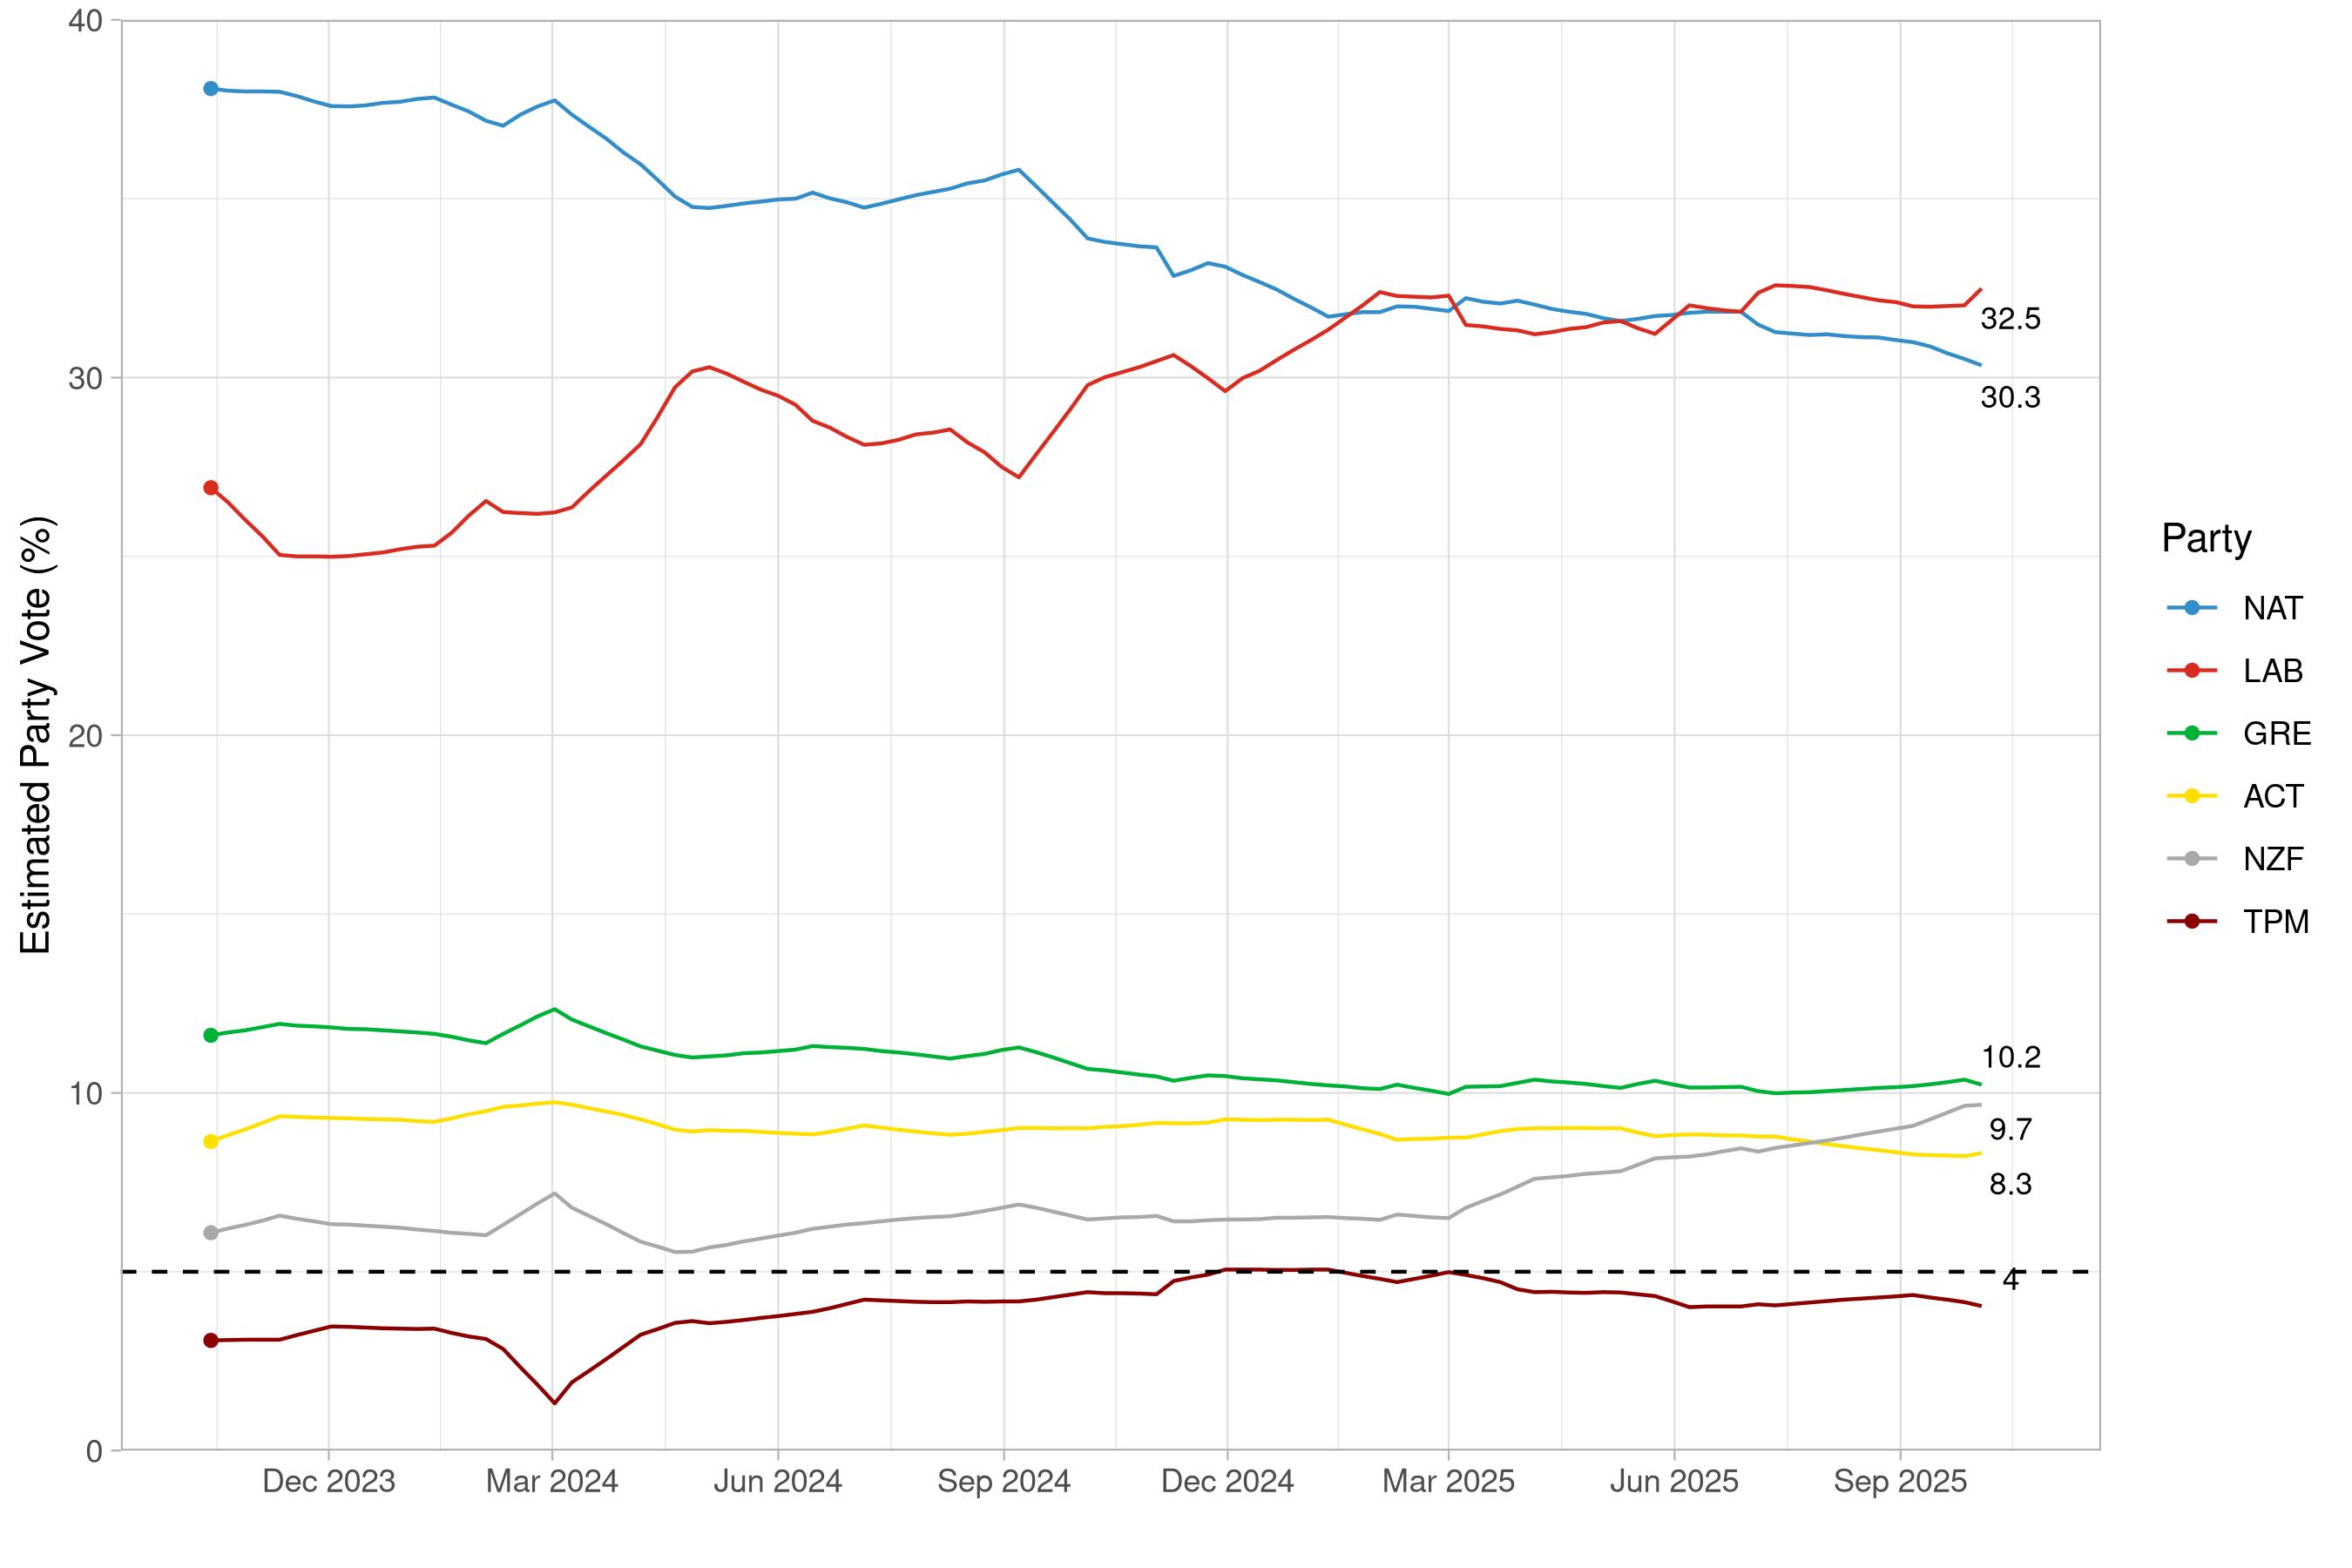 Estimated Party Vote (%)
40
30
20
10
0
32.5
30.3
10.2
9.7
8.3
4
Dec 2023
Mar 2024
Jun 2024
Sep 2024
Dec 2024
Mar 2025
Jun 2025
Sep 2025
Party
NAT
LAB
GRE
ACT
NZF
TPM